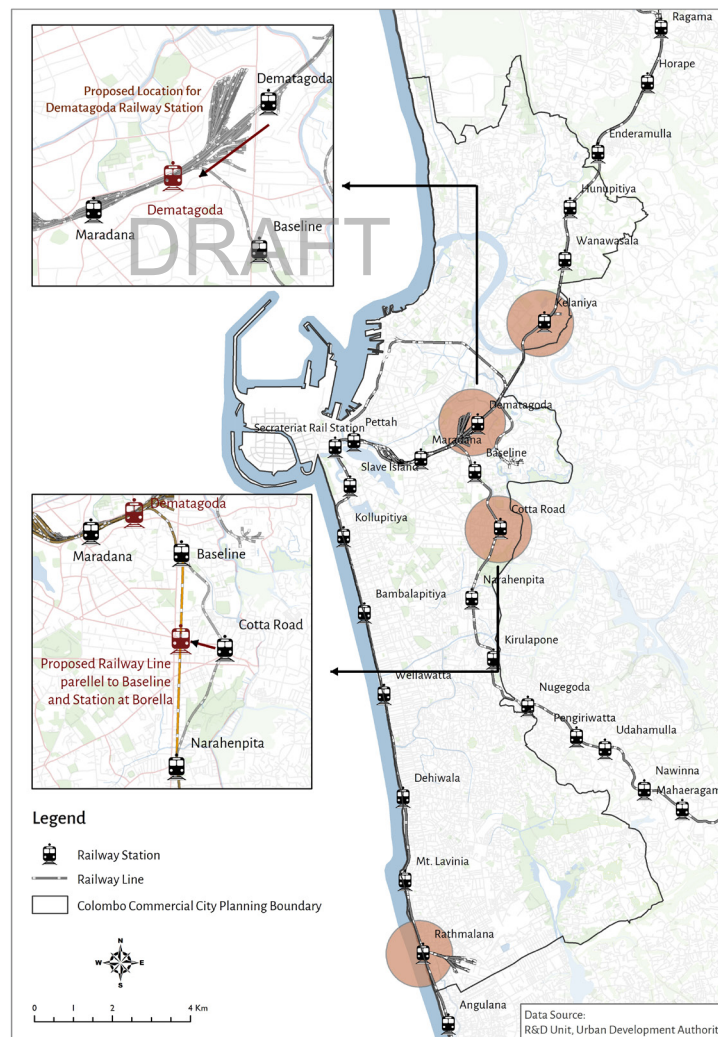 Ragama
Horape
Enderamulla
Hunupitiya
Wanawasala
Kelaniya
Dematagoda
Proposed Location for
Dematagoda Railway Station
Dematagoda
Maradana
Baseline
DRAFT
Dematagoda
Pettah
Secrateriat Rail Station
Maradana
Baseline
Slave Island
Kollupitiya
Cotta Road
Bambalapitiya
Narahenpita
Kirulapone
Wellawatta
Nugegoda
Pengiriwatta
Udahamulla
Nawinna
Mahaeragam
Dehiwala
Mt. Lavinia
Rathmalana
Angulana
Dematagoda
Maradana
Baseline
Cotta Road
Proposed Railway Line
parellel to Baseline
and Station at Borella
Narahenpita
Legend
Railway Station
Railway Line
Colombo Commercial City Planning Boundary
N
W E
S
0 2 4 Km
Data Source:
R&D Unit, Urban Development Authorit